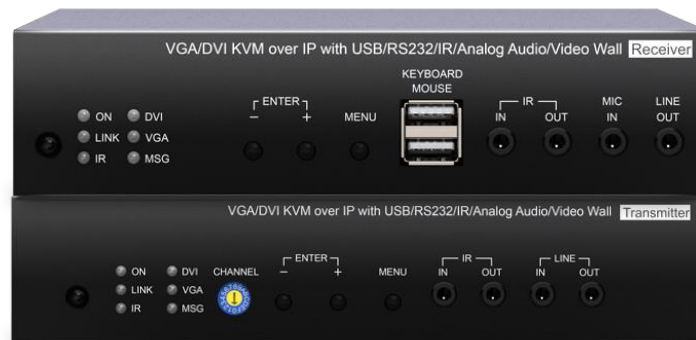 VGA/DVI KVM over IP with USB/RS232/IR/Analog Audio/Video Wall Receiver
KEYBOARD
MOUSE
ENTER
IR
MIC
LINE
ON DVI
- + MENU
IN OUT
IN
OUT
LINK VGA
IR MSG
VGA/DVI KVM over IP with USB/RS232/IR/Analog Audio/Video Wall Transmitter
ENTER
IR
LINE
ON DVI CHANNEL
- + MENU
IN OUT
IN OUT
LINK VGA
IR MSG